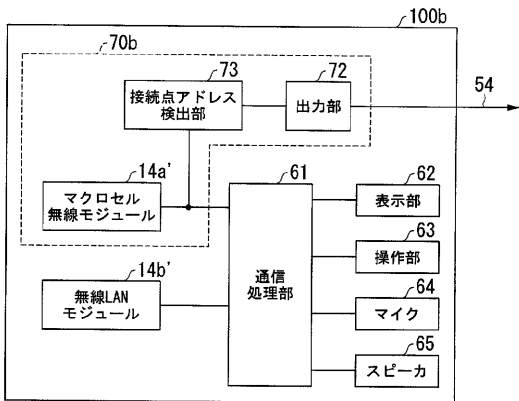 100b
70b
73
接続点アドレス
検出部
72
出力部
54
14a'
マクロセル
無線モジュール
61
通信
処理部
62
表示部
63
操作部
14b'
無線LAN
モジュール
64
マイク
65
スピーカ